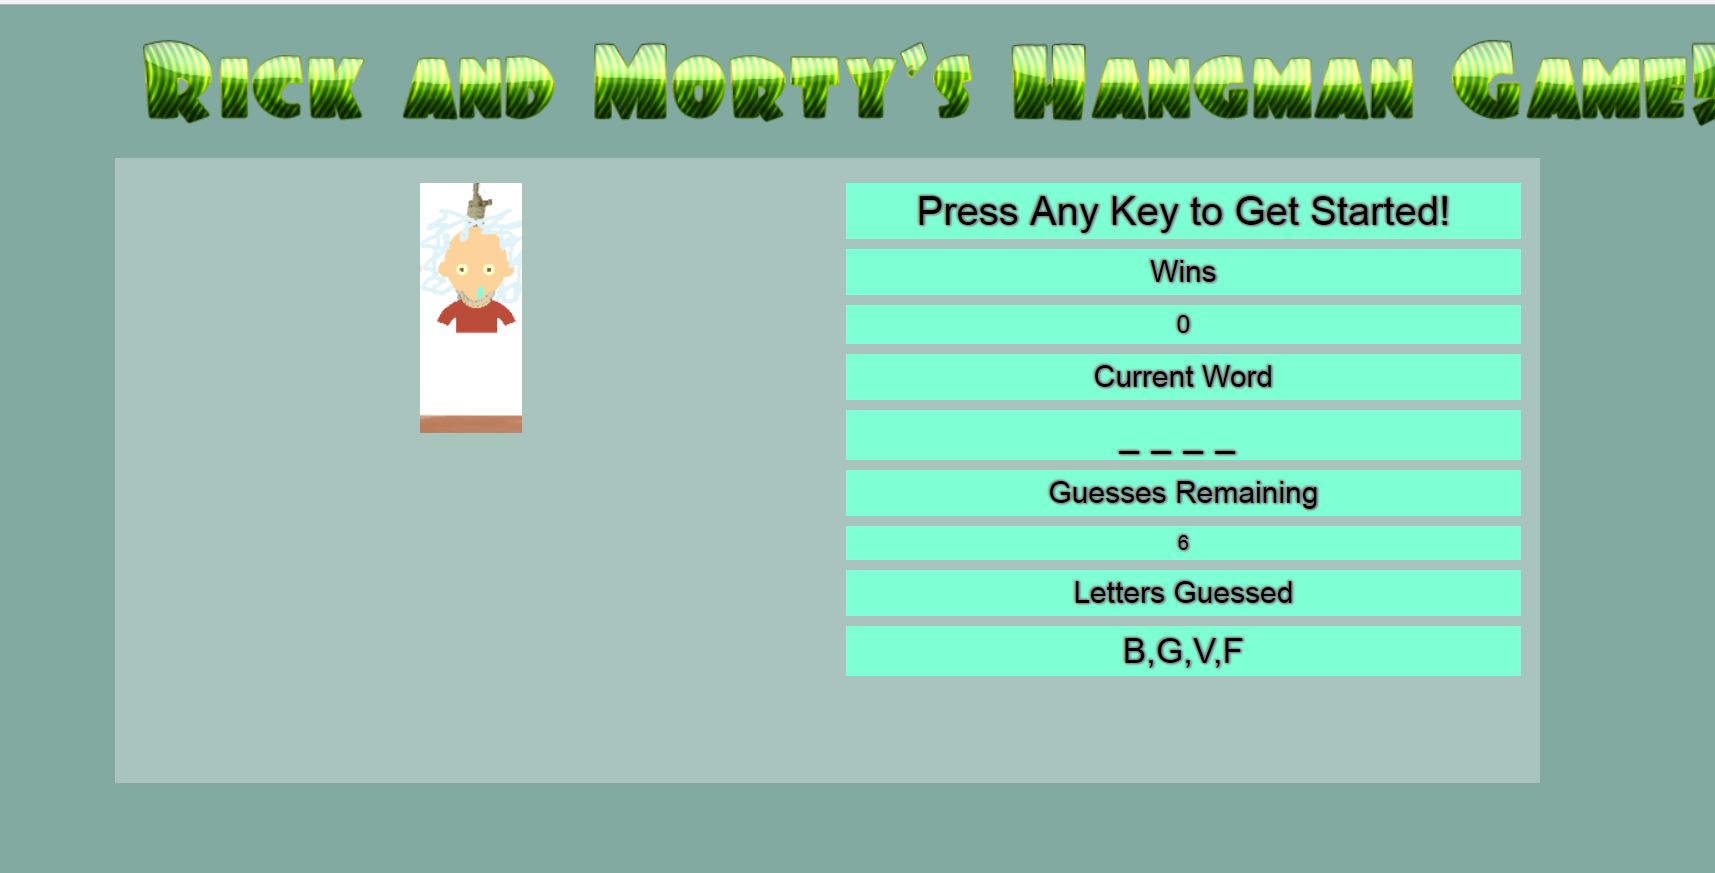 Rick and Morty's Hangman Game!
Press Any Key to Get Started!
Wins
0
Current Word
_ _ _ _
Guesses Remaining
6
Letters Guessed
B,G,V,F